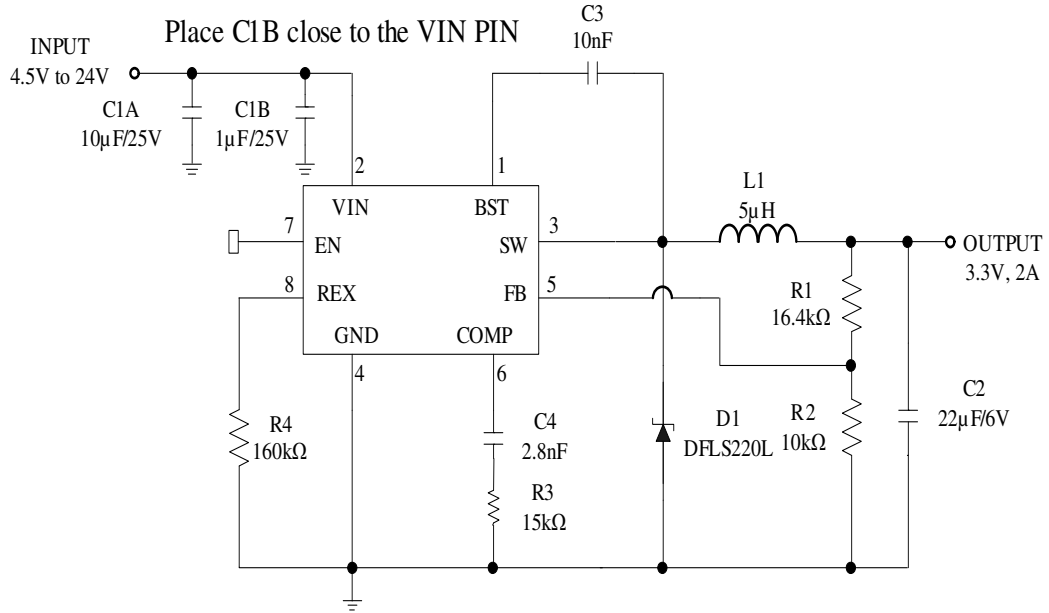 Place C1B close to the VIN PIN
C3
10nF
INPUT
4.5V to 24V
C1A
10µF/25V
C1B
1µF/25V
2
1
L1
5µH
VIN
BST
7
EN
SW
3
OUTPUT
3.3V, 2A
8
REX
FB
5
R1
16.4kΩ
GND
COMP
4
6
C2
22µF/6V
R4
160kΩ
C4
2.8nF
D1
DFLS220L
R2
10kΩ
R3
15kΩ